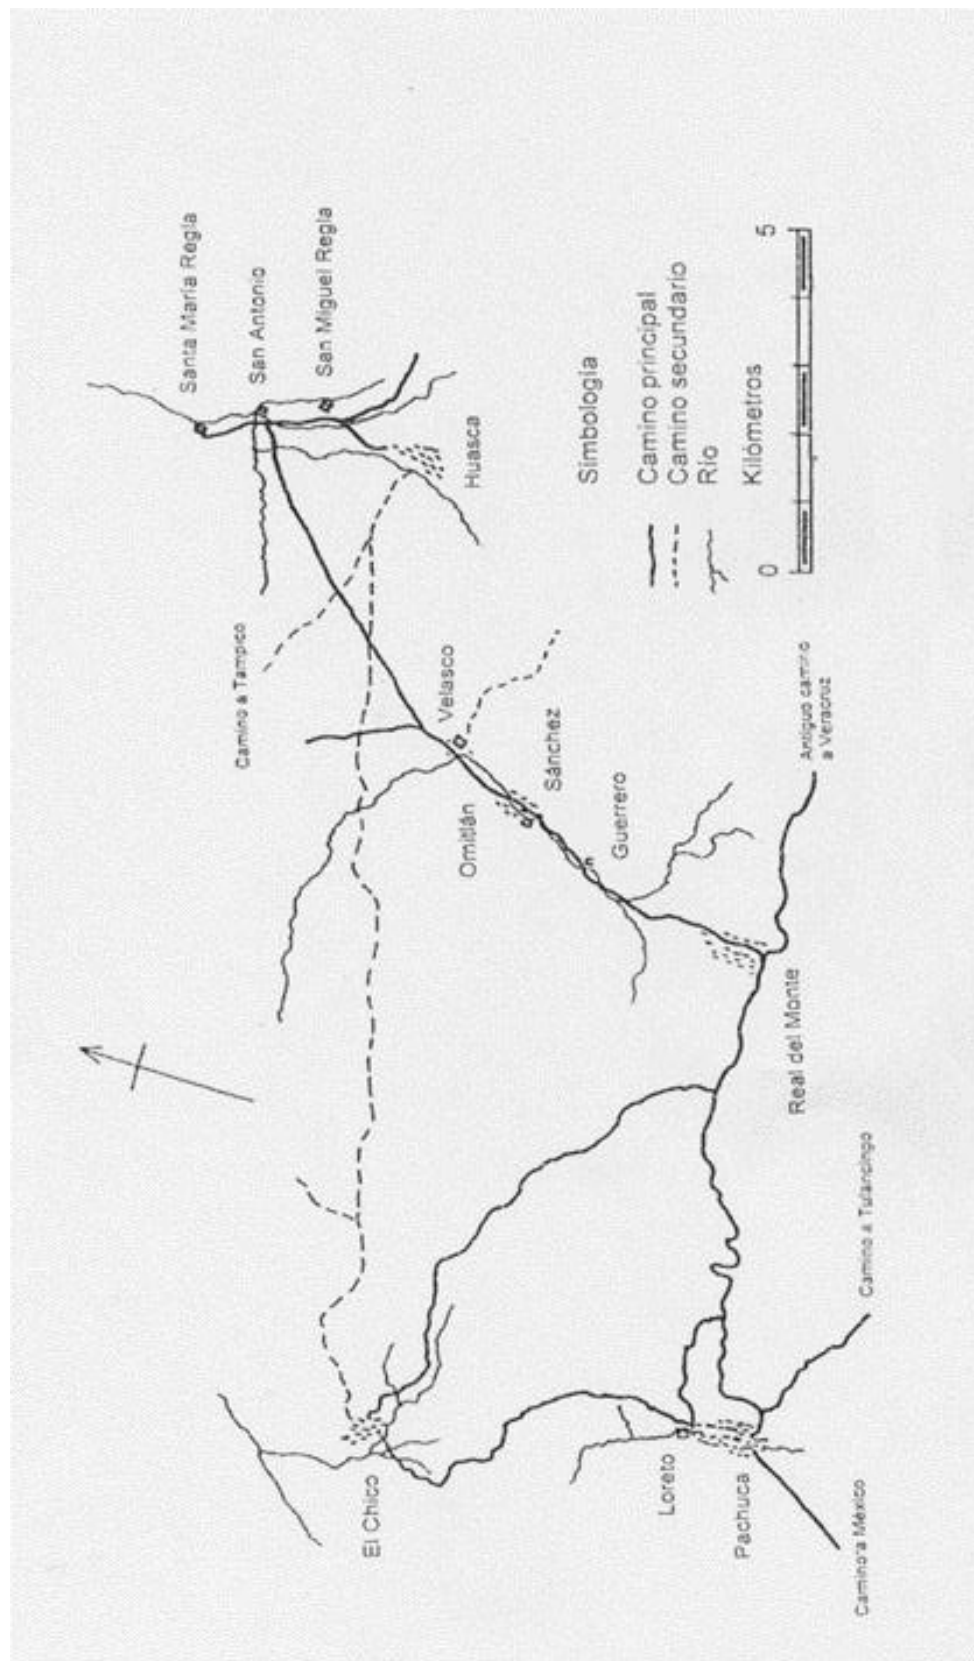 Santa María Regla
San Antonio
San Miguel Regla
Huasca
Camino a Tampico
Velasco
Omitlán
Sánchez
Guerrero
Antiguo camino
a Veracruz
Real del Monte
Camino a Tulancingo
El Chico
Loreto
Pachuca
Camino a México
Simbología
Camino principal
Camino secundario
Río
Kilómetros
0
5